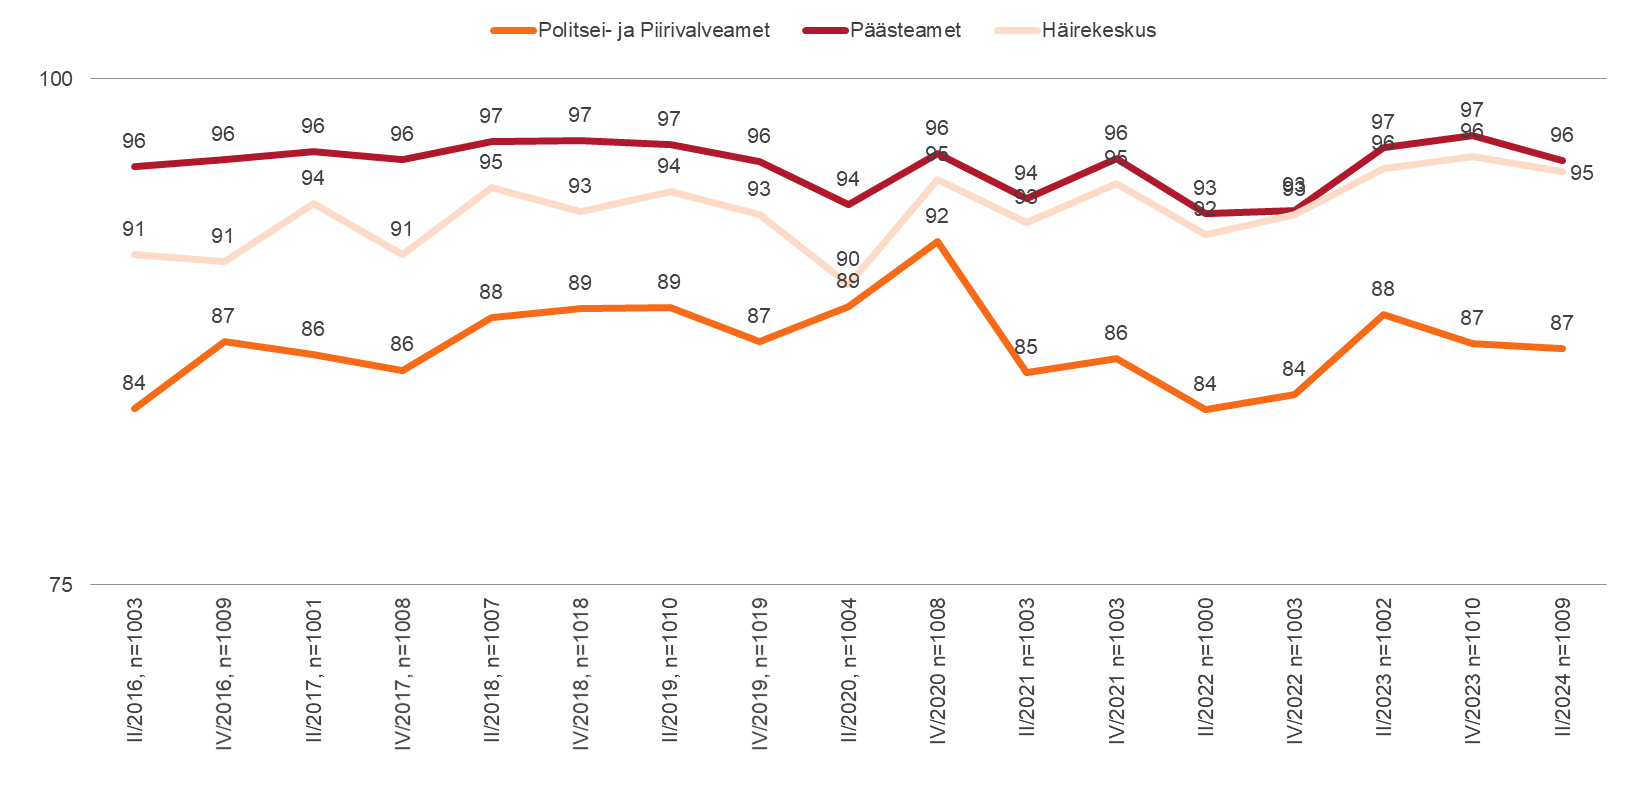 Politsei- ja Piirivalveamet Päästeamet Häirekeskus
100
96 96 96 96 97 97 97 96 94 96 94 96 93 93 97 97 96
91 91 94 91 95 93 94 93 90 95 93 95 92 93 96 96 95
84 87 86 86 88 89 89 87 89 92 85 86 84 84 88 87 87
75
II/2016, n=1003
IV/2016, n=1009
II/2017, n=1001
IV/2017, n=1008
II/2018, n=1007
IV/2018, n=1018
II/2019, n=1010
IV/2019, n=1019
II/2020, n=1004
IV/2020 n=1008
II/2021 n=1003
IV/2021 n=1003
II/2022 n=1000
IV/2022 n=1003
II/2023 n=1002
IV/2023 n=1010
II/2024 n=1009